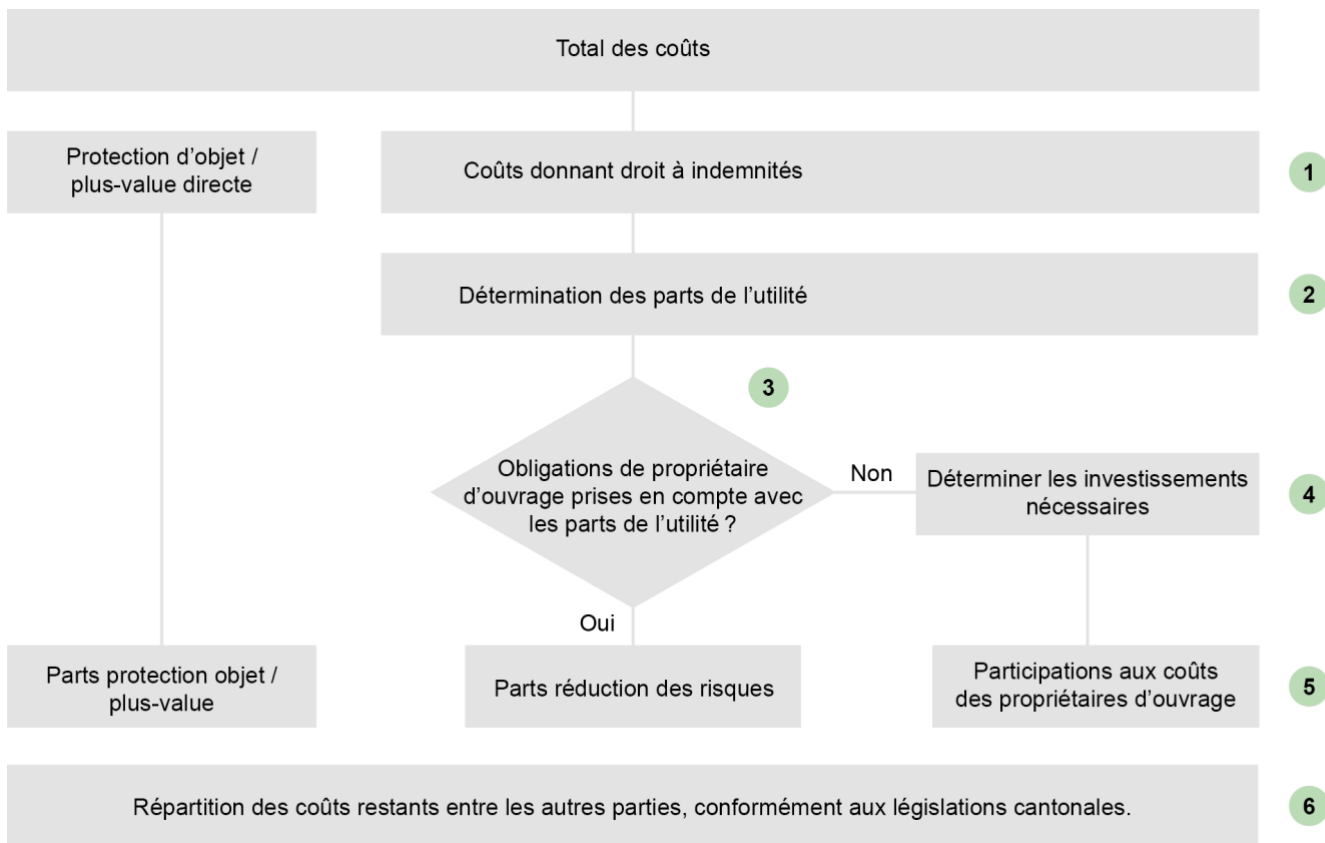 Total des coûts
Protection d’objet /
plus-value directe
Coûts donnant droit à indemnités
1
Détermination des parts de l’utilité
2
3
Obligations de propriétaire
d’ouvrage prises en compte avec
les parts de l’utilité ?
Non
Déterminer les investissements
nécessaires
4
Oui
Parts protection objet /
plus-value
Parts réduction des risques
Participations aux coûts
des propriétaires d’ouvrage
5
Répartition des coûts restants entre les autres parties, conformément aux législations cantonales.
6